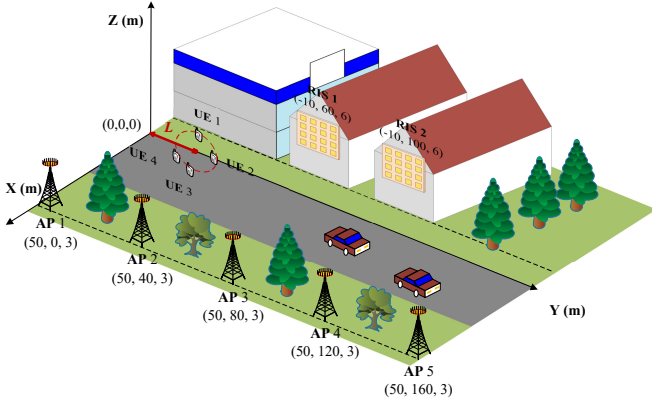 Z (m)
RIS 1
(-10, 60, 6)
RIS 2
(-10, 100, 6)
UE 1
(0,0,0)
L
UE 2
UE 4
UE 3
X (m)
AP 1
(50, 0, 3)
AP 2
(50, 40, 3)
AP 3
(50, 80, 3)
AP 4
(50, 120, 3)
AP 5
(50, 160, 3)
Y (m)